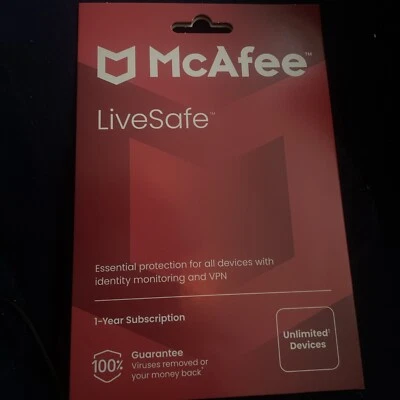 McAfee™
LiveSafe™
Essential protection for all devices with
identity monitoring and VPN
1-Year Subscription
Unlimited¹
Devices
100%
Guarantee
Viruses removed or
your money back*